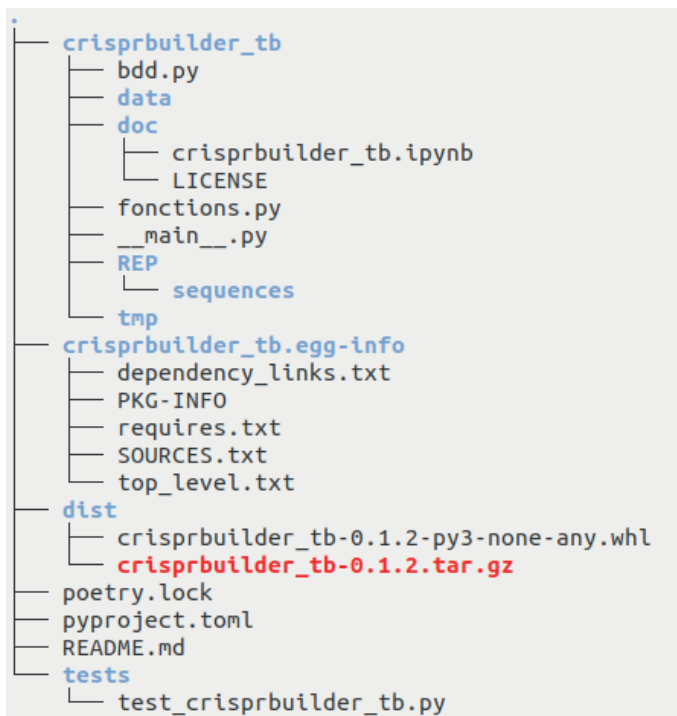 .
├── crisprbuilder_tb
│   ├── bdd.py
│   ├── data
│   ├── doc
│   │   ├── crisprbuilder_tb.ipynb
│   │   └── LICENSE
│   ├── fonctions.py
│   ├── __main__.py
│   ├── REP
│   │   └── sequences
│   └── tmp
├── crisprbuilder_tb.egg-info
│   ├── dependency_links.txt
│   ├── PKG-INFO
│   ├── requires.txt
│   ├── SOURCES.txt
│   └── top_level.txt
├── dist
│   ├── crisprbuilder_tb-0.1.2-py3-none-any.whl
│   └── crisprbuilder_tb-0.1.2.tar.gz
├── poetry.lock
├── pyproject.toml
├── README.md
└── tests
    └── test_crisprbuilder_tb.py